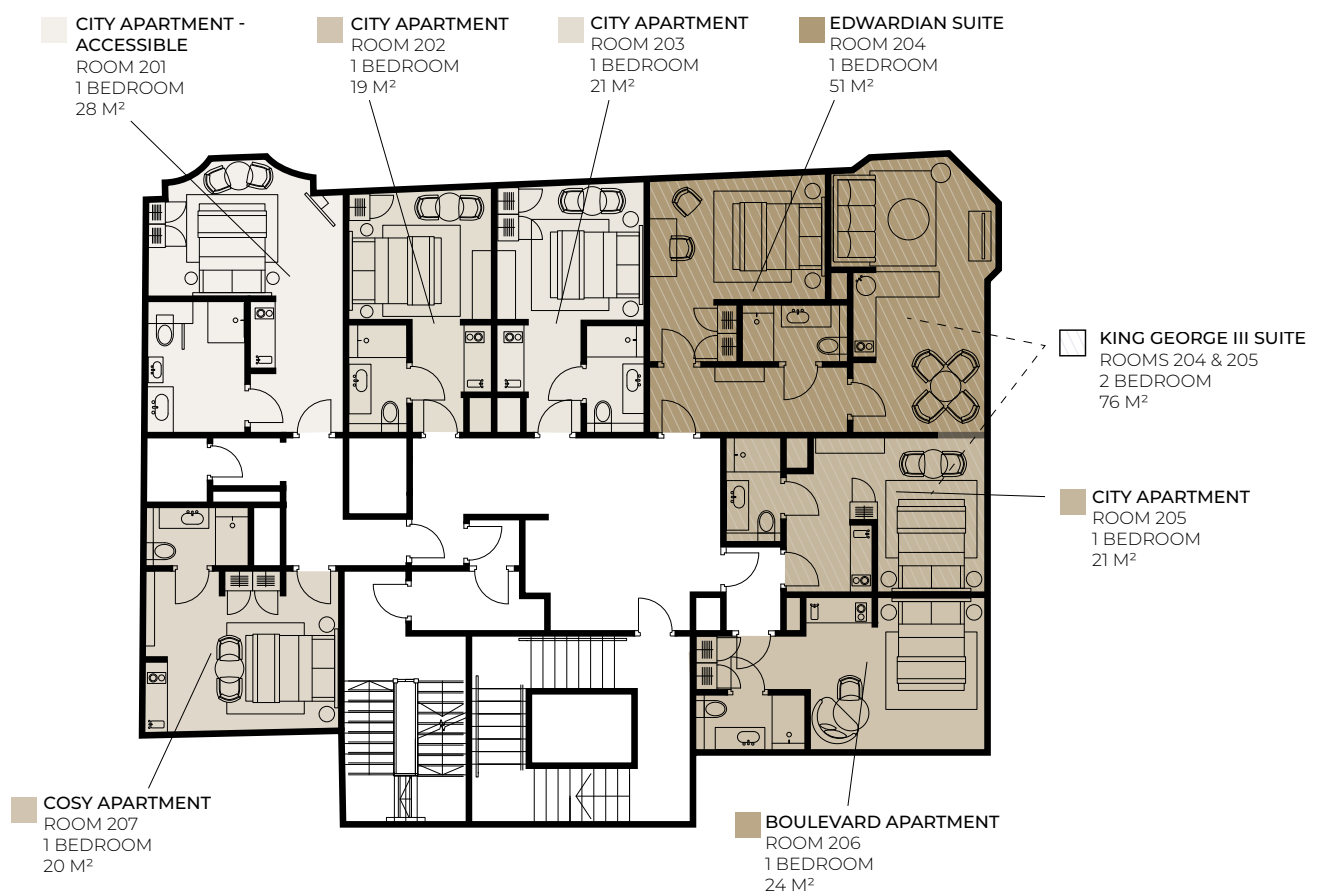 CITY APARTMENT -
ACCESSIBLE
ROOM 201
1 BEDROOM
28 M²
CITY APARTMENT
ROOM 202
1 BEDROOM
19 M²
CITY APARTMENT
ROOM 203
1 BEDROOM
21 M²
EDWARDIAN SUITE
ROOM 204
1 BEDROOM
51 M²
KING GEORGE III SUITE
ROOMS 204 & 205
2 BEDROOM
76 M²
CITY APARTMENT
ROOM 205
1 BEDROOM
21 M²
COSY APARTMENT
ROOM 207
1 BEDROOM
20 M²
BOULEVARD APARTMENT
ROOM 206
1 BEDROOM
24 M²